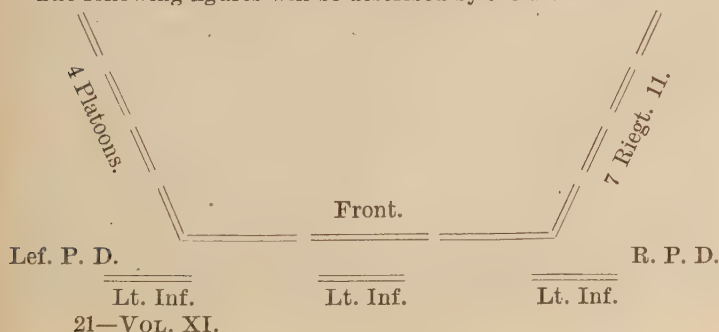 following figures will be described by
4 Platoons.
7 Riegt. 11.
Front.
Lef. P. D.
R. P. D.
Lt. Inf.
Lt. Inf.
Lt. Inf.
21—VOL. XI.